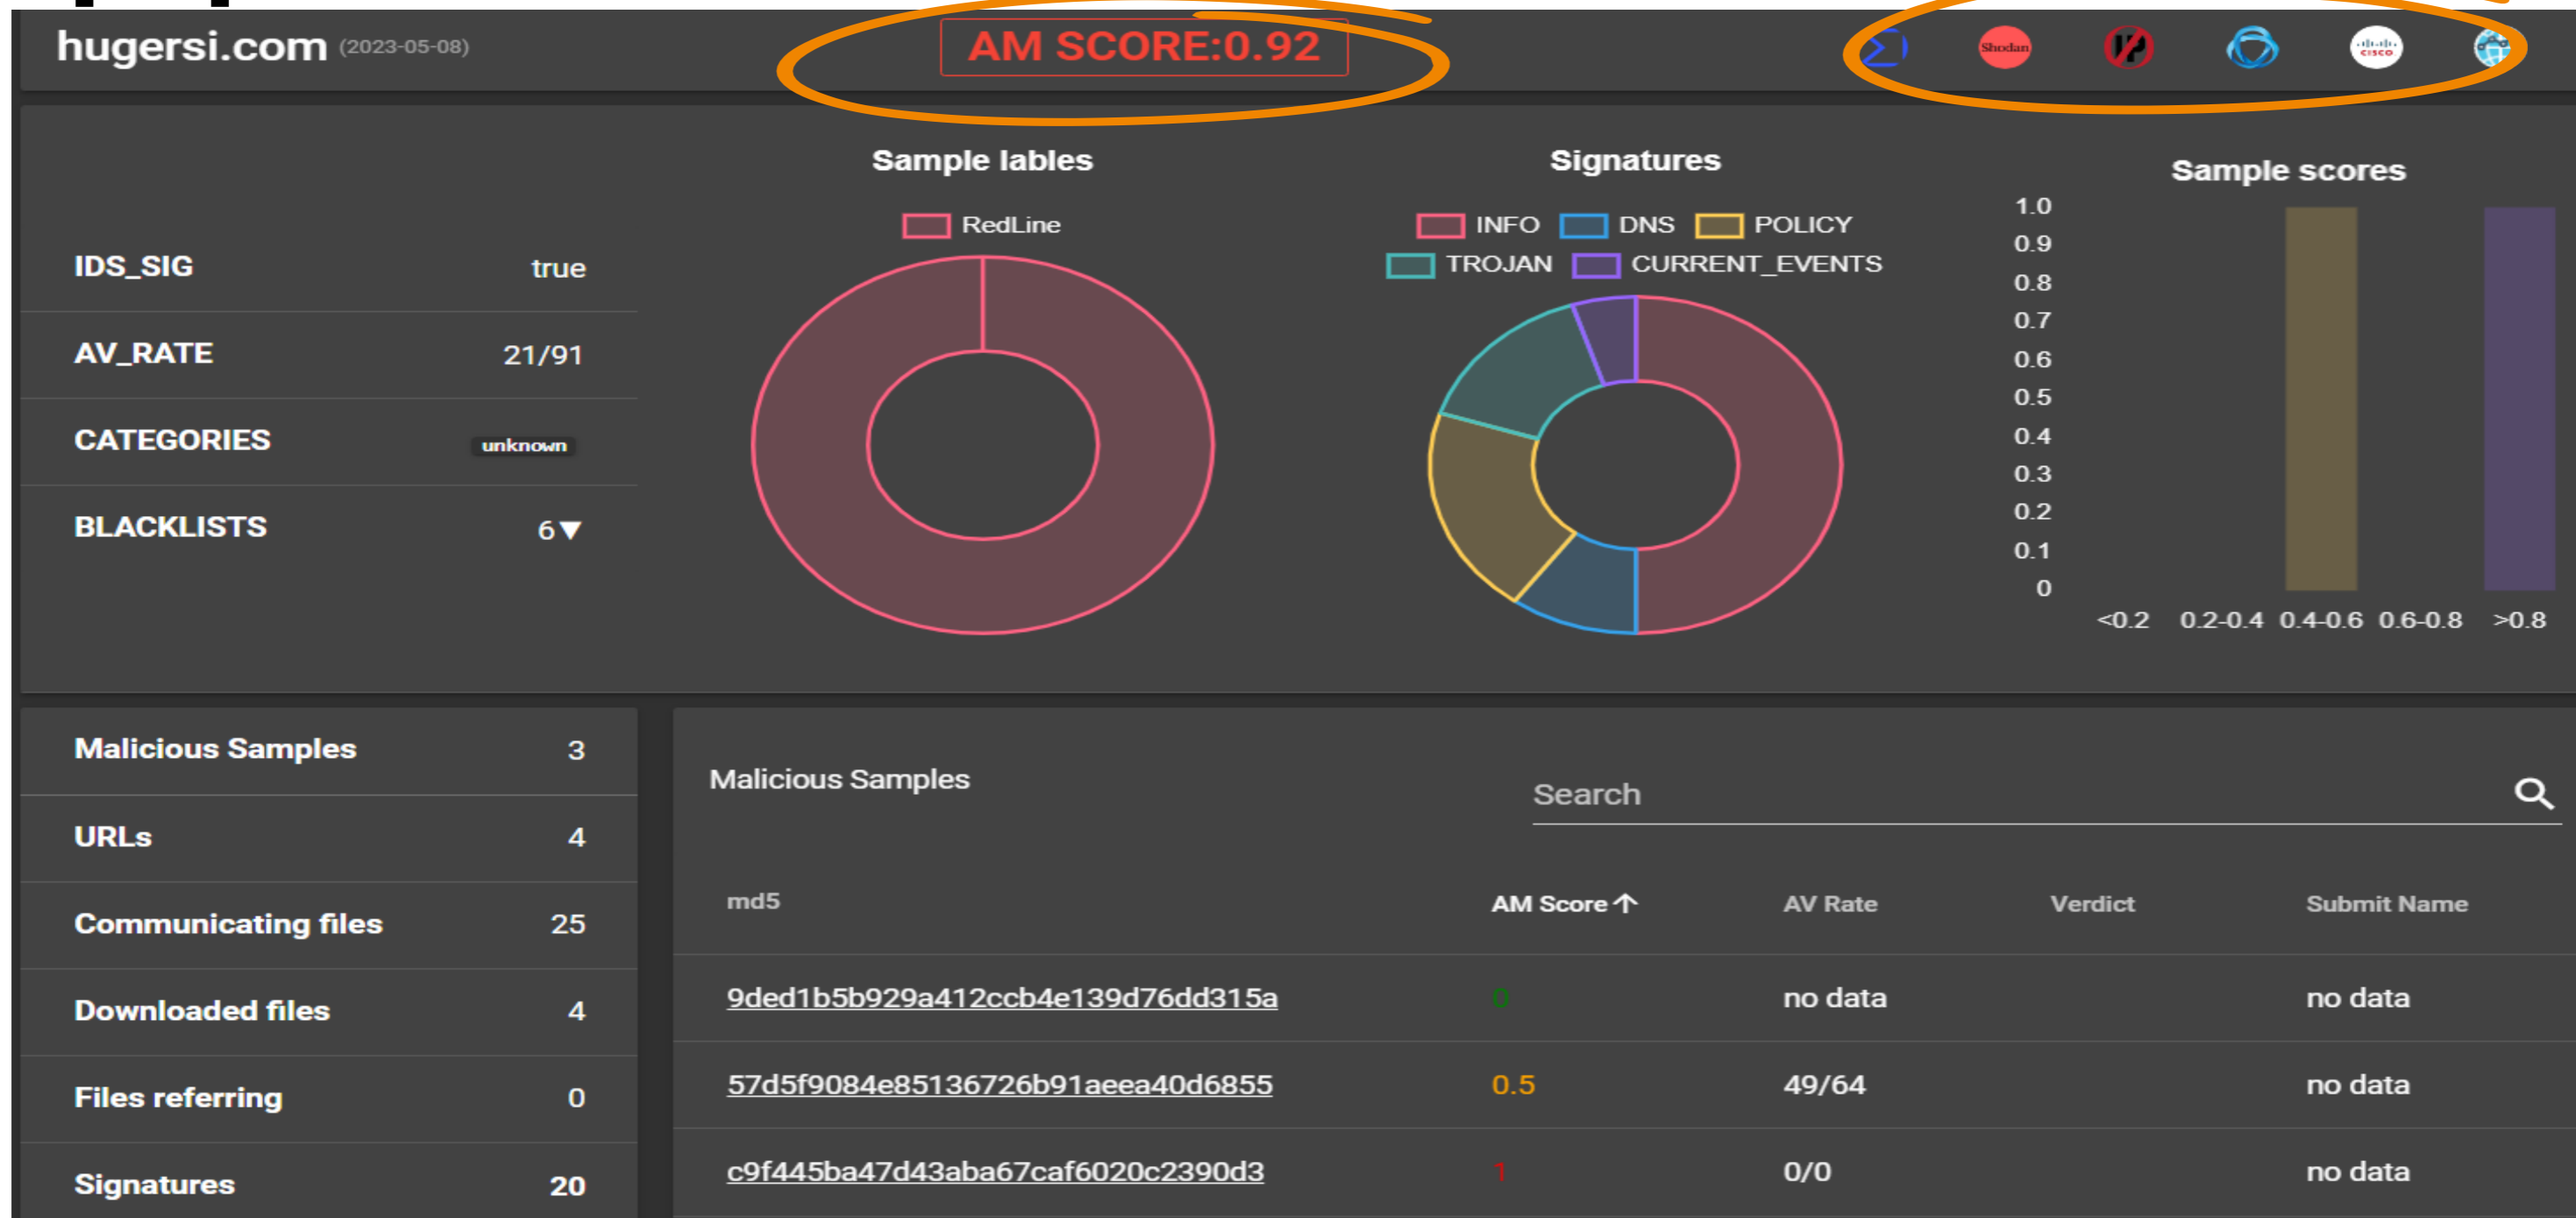 hugersi.com (2023-05-08)
AM SCORE:0.92
Shodan
IP
CISCO
IDS_SIG true
AV_RATE 21/91
CATEGORIES unknown
BLACKLISTS 6▼
Sample lables
RedLine
Signatures
INFO DNS POLICY
TROJAN CURRENT_EVENTS
Sample scores
1.0
0.9
0.8
0.7
0.6
0.5
0.4
0.3
0.2
0.1
0
<0.2 0.2-0.4 0.4-0.6 0.6-0.8 >0.8
Malicious Samples 3
URLs 4
Communicating files 25
Downloaded files 4
Files referring 0
Signatures 20
Malicious Samples
Search
md5 AM Score↑ AV Rate Verdict Submit Name
9ded1b5b929a412ccb4e139d76dd315a 0 no data no data
57d5f9084e85136726b91aeea40d6855 0.5 49/64 no data
c9f445ba47d43aba67caf6020c2390d3 1 0/0 no data